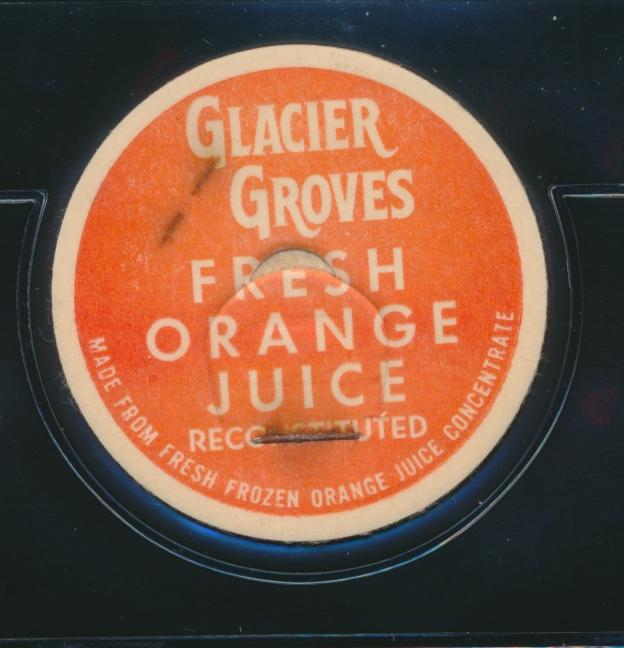 GLACIER
GROVES
FRESH
ORANGE
JUICE
RECONSTITUTED
MADE FROM FRESH FROZEN ORANGE JUICE CONCENTRATE